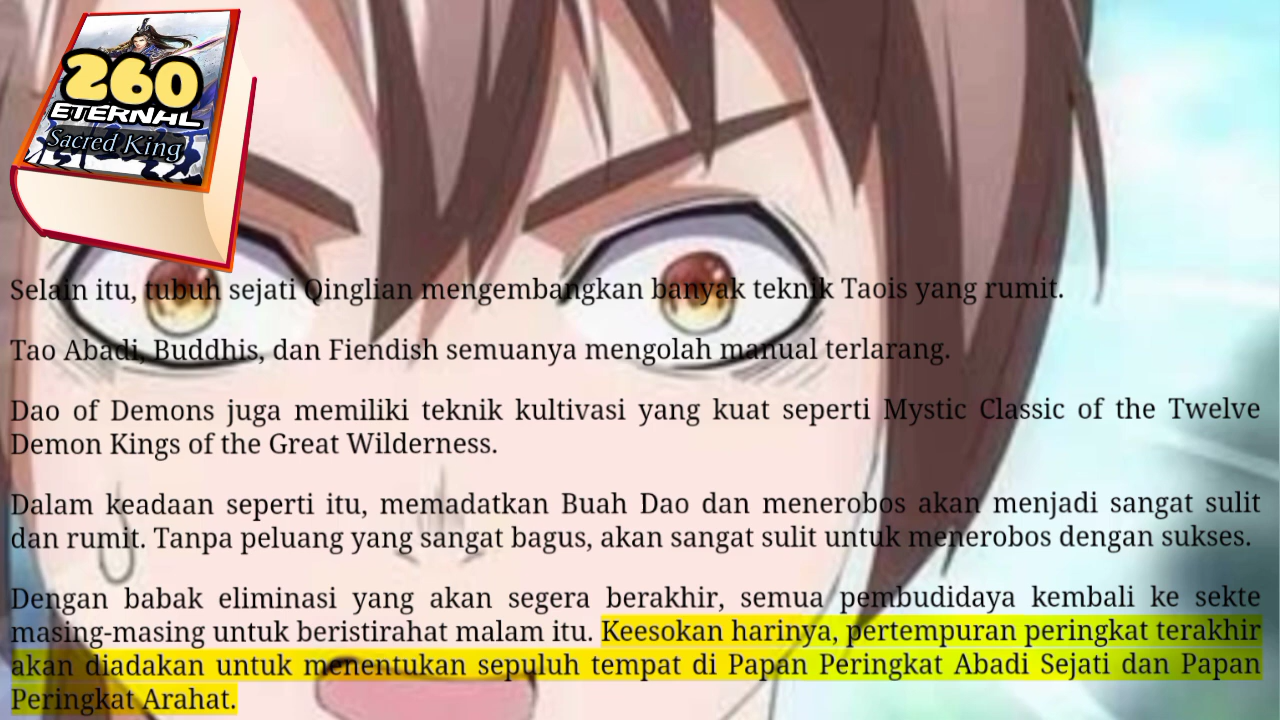 260
ETERNAL
Sacred King
Selain itu, tubuh sejati Qinglian mengembangkan banyak teknik Taois yang rumit.
Tao Abadi, Buddhis, dan Fiendish semuanya mengolah manual terlarang.
Dao of Demons juga memiliki teknik kultivasi yang kuat seperti Mystic Classic of the Twelve
Demon Kings of the Great Wilderness.
Dalam keadaan seperti itu, memadatkan Buah Dao dan menerobos akan menjadi sangat sulit
dan rumit. Tanpa peluang yang sangat bagus, akan sangat sulit untuk menerobos dengan sukses.
Dengan babak eliminasi yang akan segera berakhir, semua pembudidaya kembali ke sekte
masing-masing untuk beristirahat malam itu. Keesokan harinya, pertempuran peringkat terakhir
akan diadakan untuk menentukan sepuluh tempat di Papan Peringkat Abadi Sejati dan Papan
Peringkat Arahat.